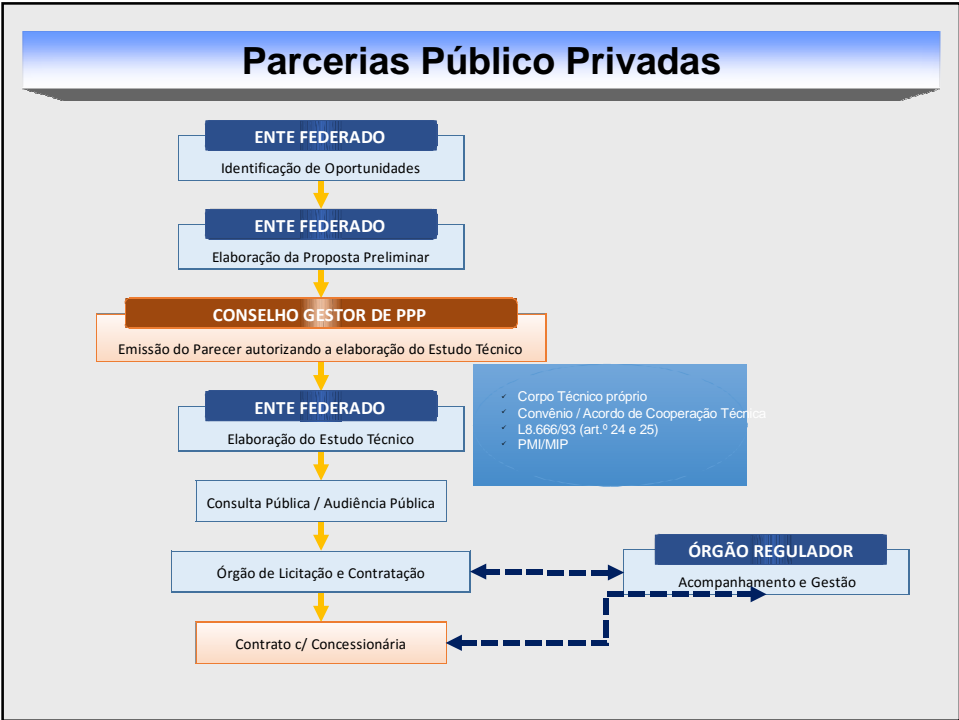 Parcerias Público Privadas
ENTE FEDERADO
Identificação de Oportunidades
ENTE FEDERADO
Elaboração da Proposta Preliminar
CONSELHO GESTOR DE PPP
Emissão do Parecer autorizando a elaboração do Estudo Técnico
ENTE FEDERADO
Elaboração do Estudo Técnico
✓ Corpo Técnico próprio
✓ Convênio / Acordo de Cooperação Técnica
✓ L8.666/93 (art.º 24 e 25)
✓ PMI/MIP
Consulta Pública / Audiência Pública
Órgão de Licitação e Contratação
ÓRGÃO REGULADOR
Acompanhamento e Gestão
Contrato c/ Concessionária